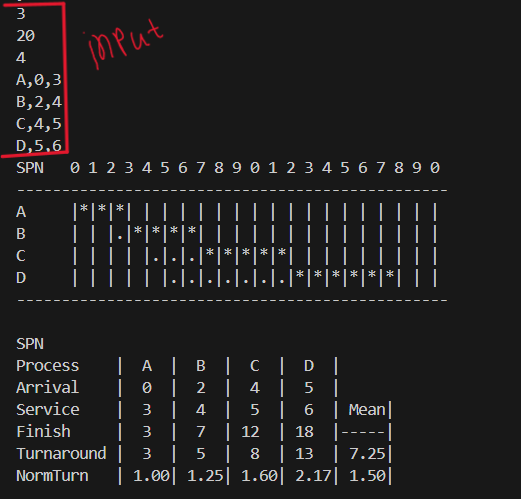 input
3
20
4
A,0,3
B,2,4
C,4,5
D,5,6
SPN   0 1 2 3 4 5 6 7 8 9 0 1 2 3 4 5 6 7 8 9 0
------------------------------------------------
A     |*|*|*| | | | | | | | | | | | | | | | | |
B     | | |.|*|*|*|*| | | | | | | | | | | | | |
C     | | | | |.|.|.|*|*|*|*|*| | | | | | | | |
D     | | | | | |.|.|.|.|.|.|.|*|*|*|*|*|*| | |
------------------------------------------------
SPN
Process    |  A  |  B  |  C  |  D  |
Arrival    |  0  |  2  |  4  |  5  |
Service    |  3  |  4  |  5  |  6  | Mean|
Finish     |  3  |  7  | 12  | 18  |-----|
Turnaround |  3  |  5  |  8  | 13  | 7.25|
NormTurn   | 1.00| 1.25| 1.60| 2.17| 1.50|